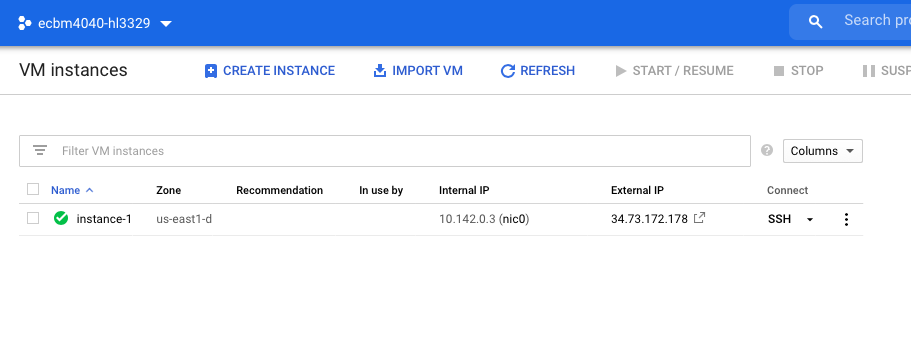 ecbm4040-hl3329
Search
VM instances
CREATE INSTANCE
IMPORT VM
REFRESH
START / RESUME
STOP
Filter VM instances
?
Columns
Name
Zone
Recommendation
In use by
Internal IP
External IP
Connect
instance-1
us-east1-d
10.142.0.3 (nic0)
34.73.172.178
SSH